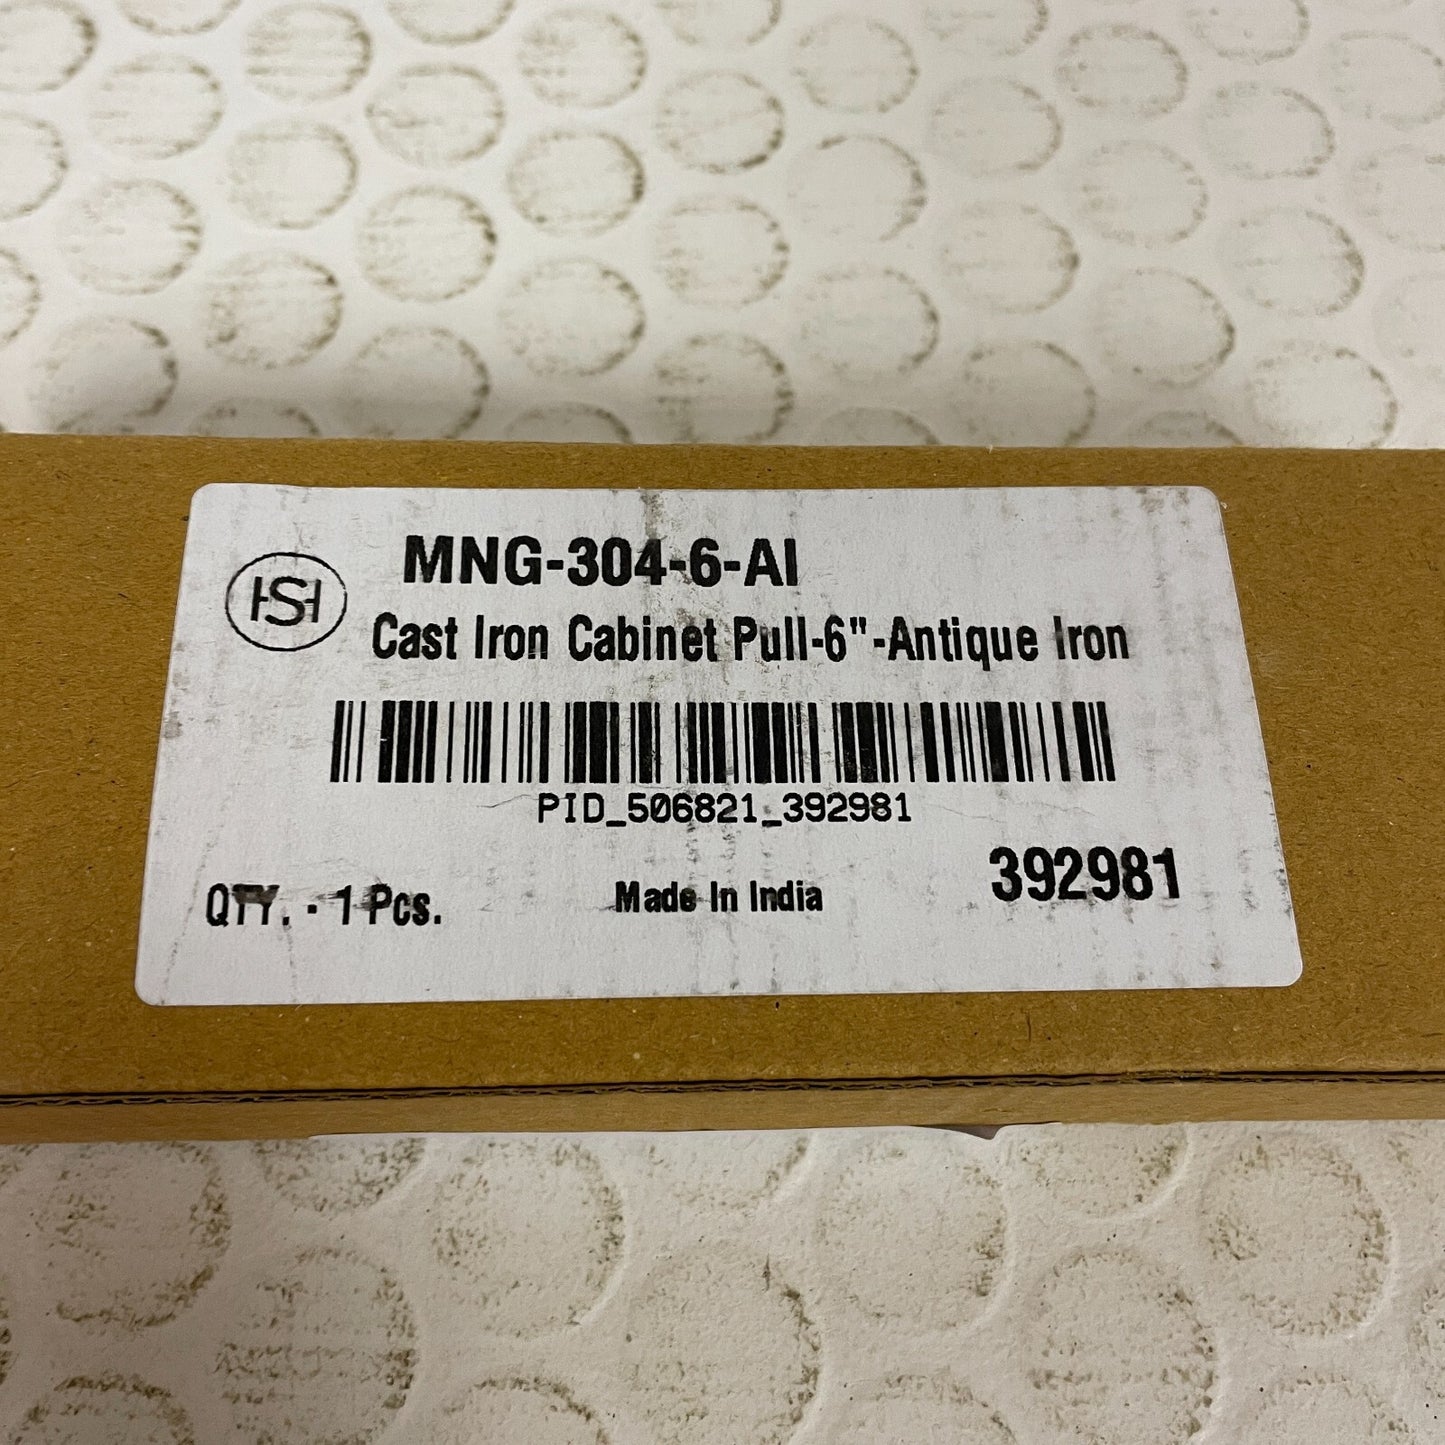 HSH
MNG-304-6-AI
Cast Iron Cabinet Pull-6"-Antique Iron
PID_506821_392981
392981
QTY. - 1 Pcs.
Made In India